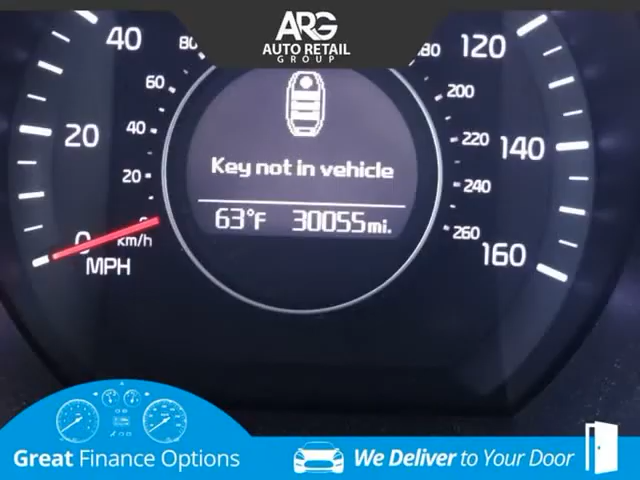 ARG
AUTO RETAIL
GROUP
40
80
180
120
60
200
20
40
220
140
Key not in vehicle
20
240
63°F 30055mi.
0
0
km/h
260
160
MPH
Great Finance Options
We Deliver to Your Door